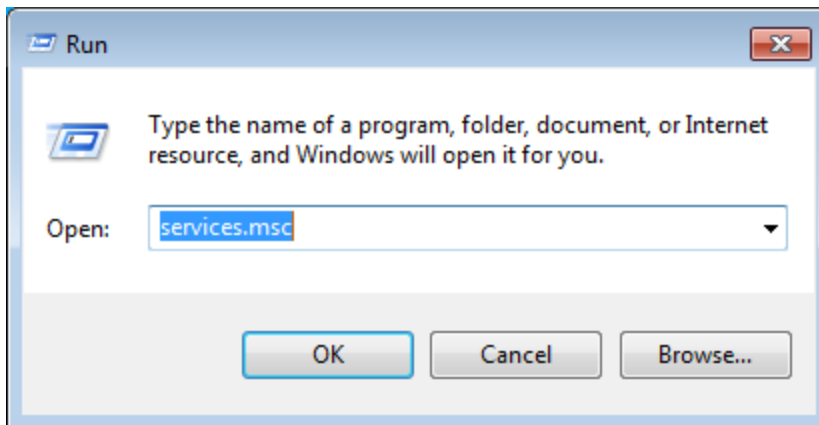 Run
Type the name of a program, folder, document, or Internet
resource, and Windows will open it for you.
Open: services.msc
OK Cancel Browse...